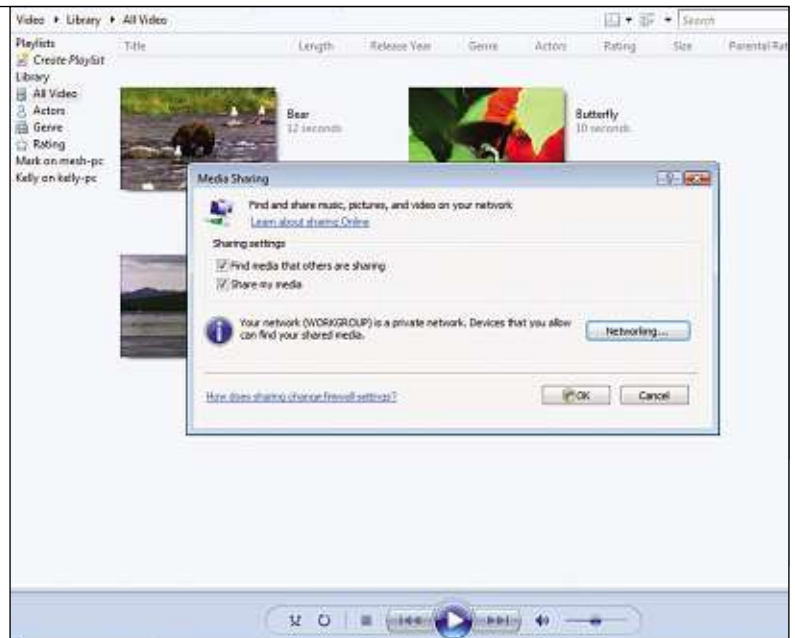 Video ▸ Library ▸ All Video
Search
Playlists
Create Playlist
Library
All Video
Actors
Genre
Rating
Mark on mesh-pc
Kelly on kelly-pc
Title Length Release Year Genre Actors Rating Size Parental Rat
Bear
12 seconds
Butterfly
10 seconds
Media Sharing
Find and share music, pictures, and video on your network
Learn about sharing Online
Sharing settings
Find media that others are sharing
Share my media
Your network (WORKGROUP) is a private network. Devices that you allow
can find your shared media.
Networking...
How does sharing change firewall settings?
OK Cancel